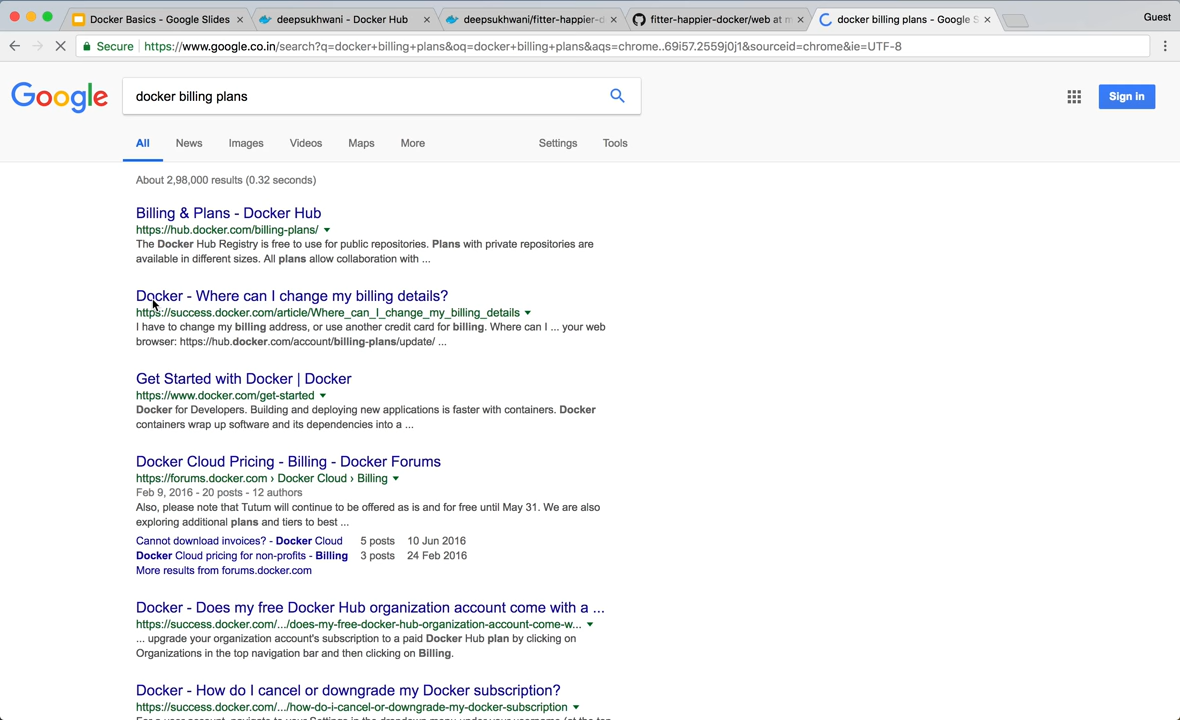 Docker Basics - Google Slides
deepsukhwani - Docker Hub
deepsukhwani/fitter-happier-d
fitter-happier-docker/web at m
docker billing plans - Google S
Guest
Secure
https://www.google.co.in/search?q=docker+billing+plans&oq=docker+billing+plans&aqs=chrome..69i57.2559j0j1&sourceid=chrome&ie=UTF-8
Google
docker billing plans
Sign in
All News Images Videos Maps More Settings Tools
About 2,98,000 results (0.32 seconds)
Billing & Plans - Docker Hub
https://hub.docker.com/billing-plans/
The Docker Hub Registry is free to use for public repositories. Plans with private repositories are
available in different sizes. All plans allow collaboration with ...
Docker - Where can I change my billing details?
https://success.docker.com/article/Where_can_I_change_my_billing_details
I have to change my billing address, or use another credit card for billing. Where can I ... your web
browser: https://hub.docker.com/account/billing-plans/update/ ...
Get Started with Docker | Docker
https://www.docker.com/get-started
Docker for Developers. Building and deploying new applications is faster with containers. Docker
containers wrap up software and its dependencies into a ...
Docker Cloud Pricing - Billing - Docker Forums
https://forums.docker.com › Docker Cloud › Billing
Feb 9, 2016 - 20 posts - 12 authors
Also, please note that Tutum will continue to be offered as is and for free until May 31. We are also
exploring additional plans and tiers to best ...
Cannot download invoices? - Docker Cloud 5 posts 10 Jun 2016
Docker Cloud pricing for non-profits - Billing 3 posts 24 Feb 2016
More results from forums.docker.com
Docker - Does my free Docker Hub organization account come with a ...
https://success.docker.com/.../does-my-free-docker-hub-organization-account-come-w...
... upgrade your organization account's subscription to a paid Docker Hub plan by clicking on
Organizations in the top navigation bar and then clicking on Billing.
Docker - How do I cancel or downgrade my Docker subscription?
https://success.docker.com/.../how-do-i-cancel-or-downgrade-my-docker-subscription